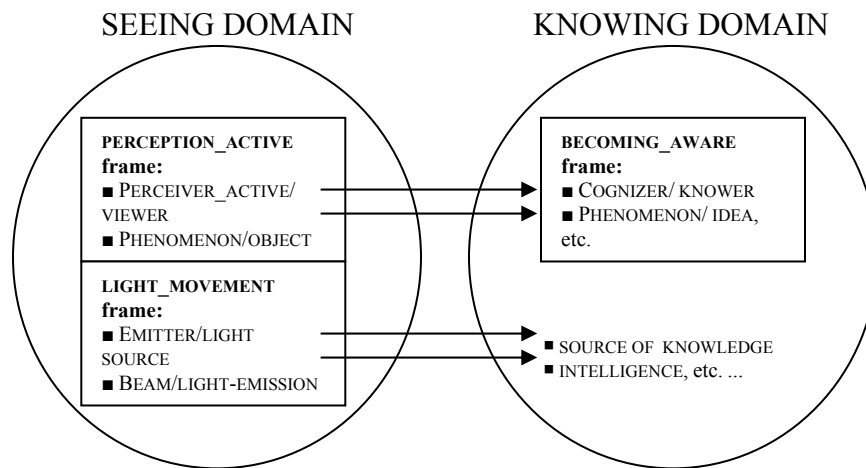 SEEING DOMAIN
KNOWING DOMAIN
PERCEPTION_ACTIVE
frame:
■ PERCEIVER_ACTIVE/
VIEWER
■ PHENOMENON/OBJECT
LIGHT_MOVEMENT
frame:
■ EMITTER/LIGHT
SOURCE
■ BEAM/LIGHT-EMISSION
BECOMING_AWARE
frame:
■ COGNIZER/ KNOWER
■ PHENOMENON/ IDEA,
etc.
■ SOURCE OF KNOWLEDGE
■ INTELLIGENCE, etc. ...